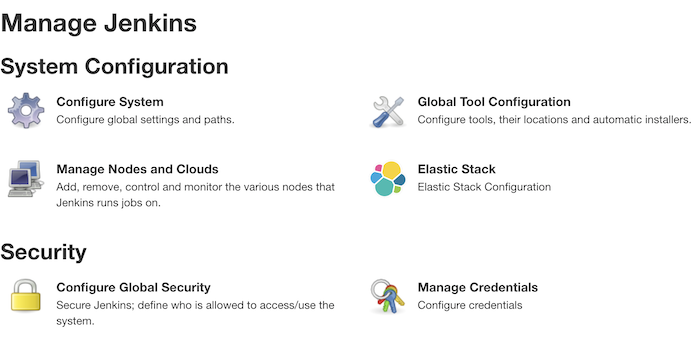 Manage Jenkins
System Configuration
Configure System
Configure global settings and paths.
Global Tool Configuration
Configure tools, their locations and automatic installers.
Manage Nodes and Clouds
Add, remove, control and monitor the various nodes that
Jenkins runs jobs on.
Elastic Stack
Elastic Stack Configuration
Security
Configure Global Security
Secure Jenkins; define who is allowed to access/use the
system.
Manage Credentials
Configure credentials